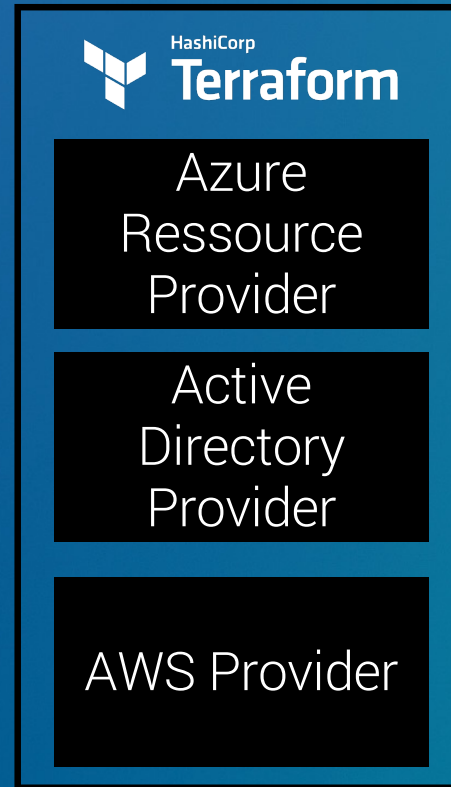 HashiCorp
Terraform
Azure
Ressource
Provider
Active
Directory
Provider
AWS Provider